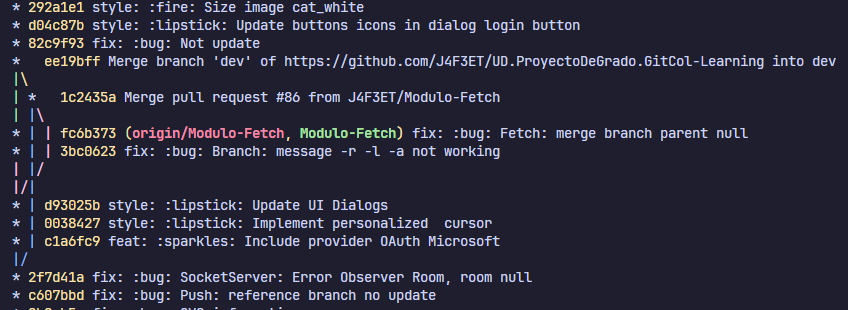 * 292a1e1 style: :fire: Size image cat_white
* d04c87b style: :lipstick: Update buttons icons in dialog login button
* 82c9f93 fix: :bug: Not update
*   ee19bff Merge branch 'dev' of https://github.com/J4F3ET/UD.ProyectoDeGrado.GitCol-Learning into dev
|\
| *   1c2435a Merge pull request #86 from J4F3ET/Modulo-Fetch
| |\
* | | fc6b373 (origin/Modulo-Fetch, Modulo-Fetch) fix: :bug: Fetch: merge branch parent null
* | | 3bc0623 fix: :bug: Branch: message -r -l -a not working
| |/
|/|
* | d93025b style: :lipstick: Update UI Dialogs
* | 0038427 style: :lipstick: Implement personalized  cursor
* | c1a6fc9 feat: :sparkles: Include provider OAuth Microsoft
|/
* 2f7d41a fix: :bug: SocketServer: Error Observer Room, room null
* c607bbd fix: :bug: Push: reference branch no update